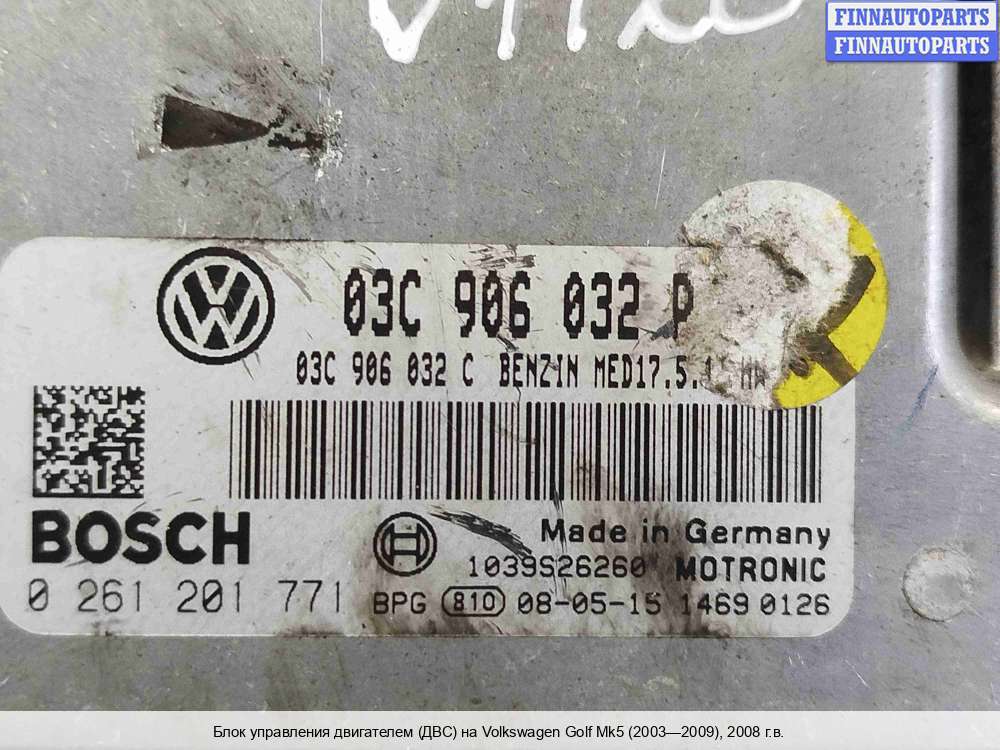 FINNAUTOPARTS
FINNAUTOPARTS
03C 906 032 P
03C 906 032 C BENZIN MED17.5. HW
BOSCH
Made in Germany
1039S26260 MOTRONIC
0 261 201 771 BPG 810 08-05-15 1469 0126
Блок управления двигателем (ДВС) на Volkswagen Golf Mk5 (2003—2009), 2008 г.в.